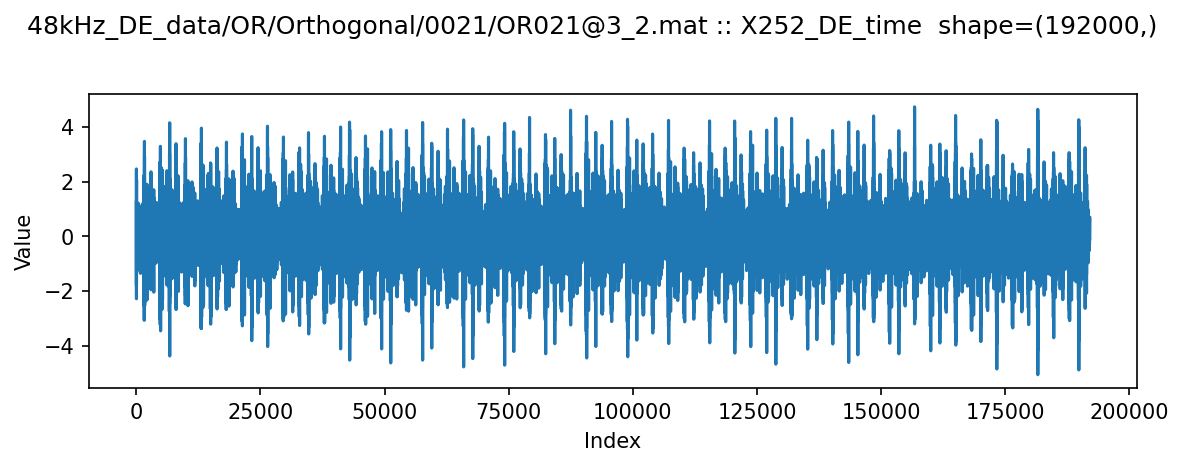 48kHz_DE_data/OR/Orthogonal/0021/OR021@3_2.mat :: X252_DE_time  shape=(192000,)
4
2
0
−2
−4
Value
0 25000 50000 75000 100000 125000 150000 175000 200000
Index